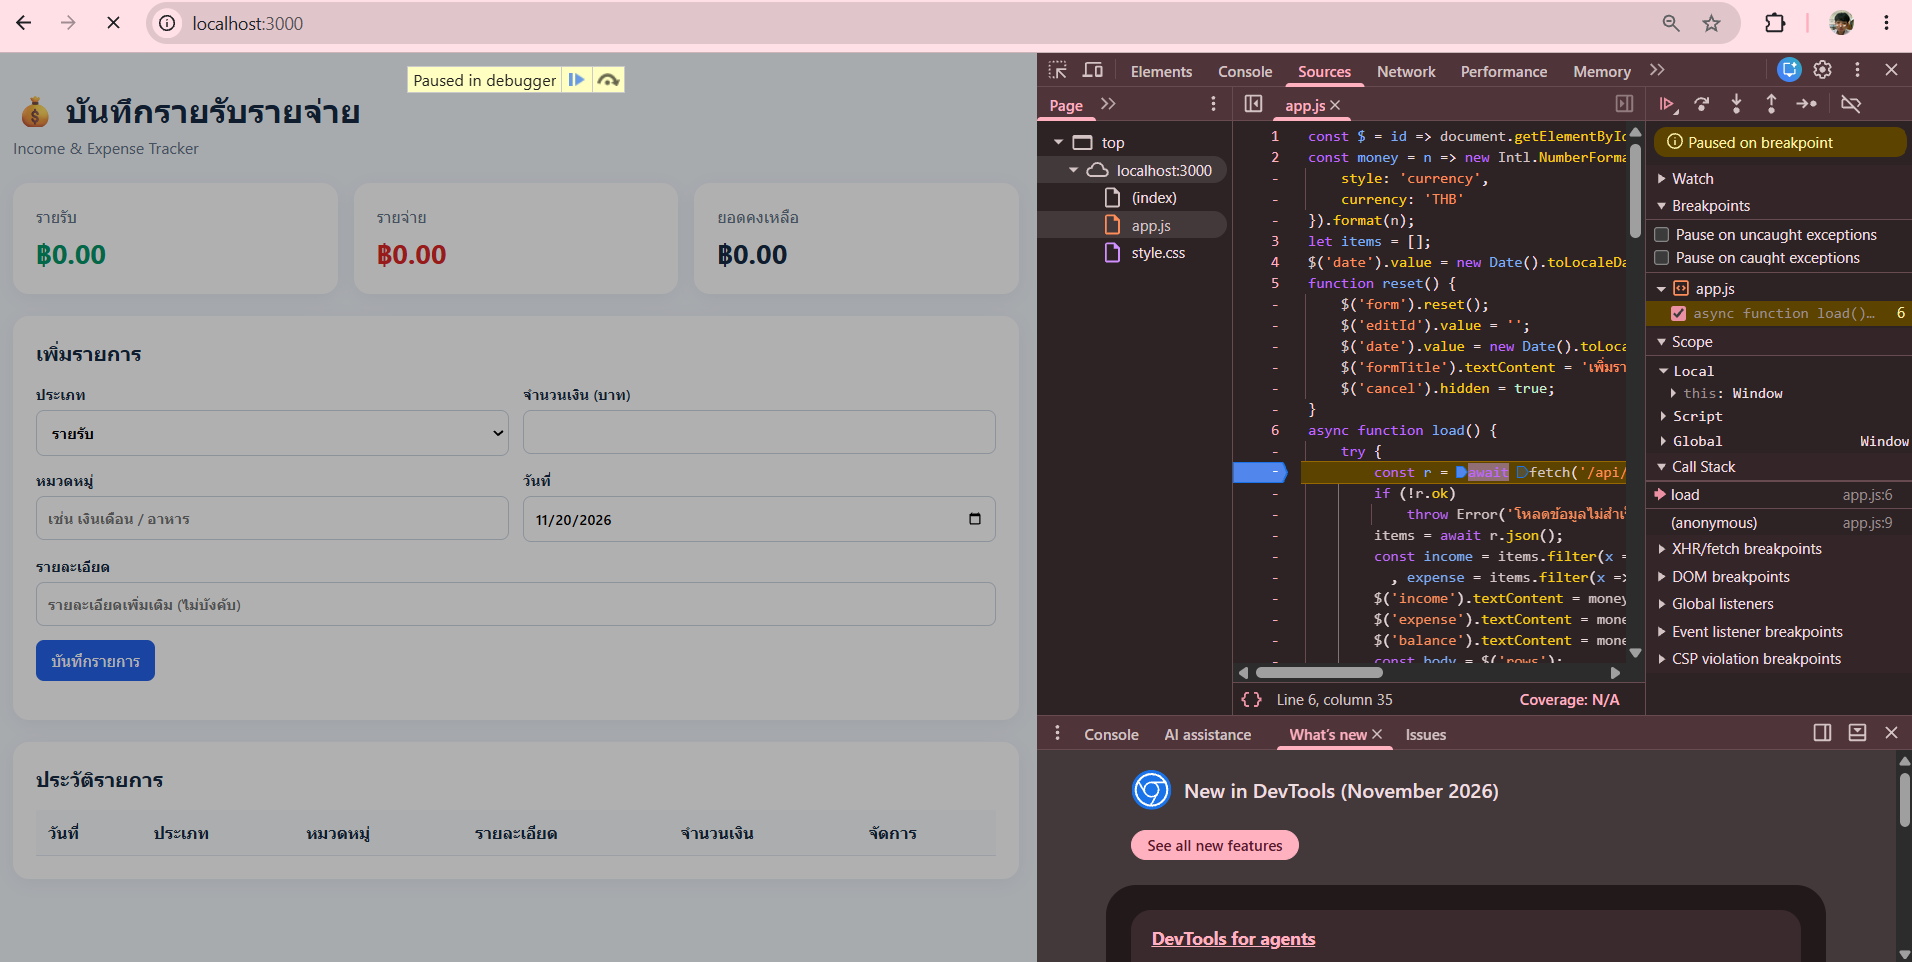 localhost:3000
Paused in debugger
💰 บันทึกรายรับรายจ่าย
Income & Expense Tracker
รายรับ
฿0.00
รายจ่าย
฿0.00
ยอดคงเหลือ
฿0.00
เพิ่มรายการ
ประเภท
รายรับ
จำนวนเงิน (บาท)
หมวดหมู่
เช่น เงินเดือน / อาหาร
วันที่
11/20/2026
รายละเอียด
รายละเอียดเพิ่มเติม (ไม่บังคับ)
บันทึกรายการ
ประวัติรายการ
วันที่ ประเภท หมวดหมู่ รายละเอียด จำนวนเงิน จัดการ
Elements Console Sources Network Performance Memory
Page
top
localhost:3000
(index)
app.js
style.css
app.js
1 const $ = id => document.getElementById
2 const money = n => new Intl.NumberForma
- style: 'currency',
- currency: 'THB'
- }).format(n);
3 let items = [];
4 $('date').value = new Date().toLocaleDa
5 function reset() {
- $('form').reset();
- $('editId').value = '';
- $('date').value = new Date().toLoca
- $('formTitle').textContent = 'เพิ่มรา
- $('cancel').hidden = true;
- }
6 async function load() {
- try {
- const r = await fetch('/api/
- if (!r.ok)
- throw Error('โหลดข้อมูลไม่สำเ
- items = await r.json();
- const income = items.filter(x =
- , expense = items.filter(x =>
- $('income').textContent = money
- $('expense').textContent = mone
- $('balance').textContent = mone
- const body = $('rows');
{} Line 6, column 35 Coverage: N/A
Paused on breakpoint
Watch
Breakpoints
Pause on uncaught exceptions
Pause on caught exceptions
app.js
async function load()… 6
Scope
Local
this: Window
Script
Global Window
Call Stack
load app.js:6
(anonymous) app.js:9
XHR/fetch breakpoints
DOM breakpoints
Global listeners
Event listener breakpoints
CSP violation breakpoints
Console AI assistance What's new Issues
New in DevTools (November 2026)
See all new features
DevTools for agents